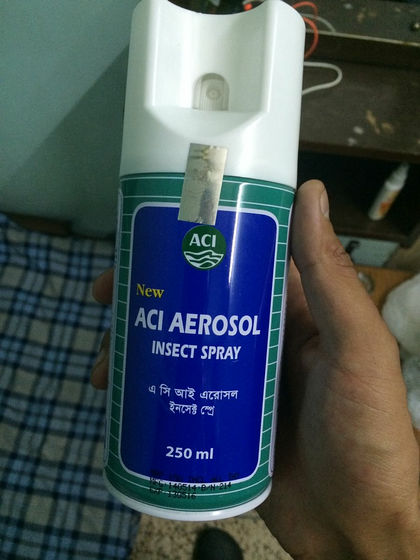 ACI
New
ACI AEROSOL
INSECT SPRAY
এ সি আই এরোসল
ইনসেক্ট স্প্রে
250 ml